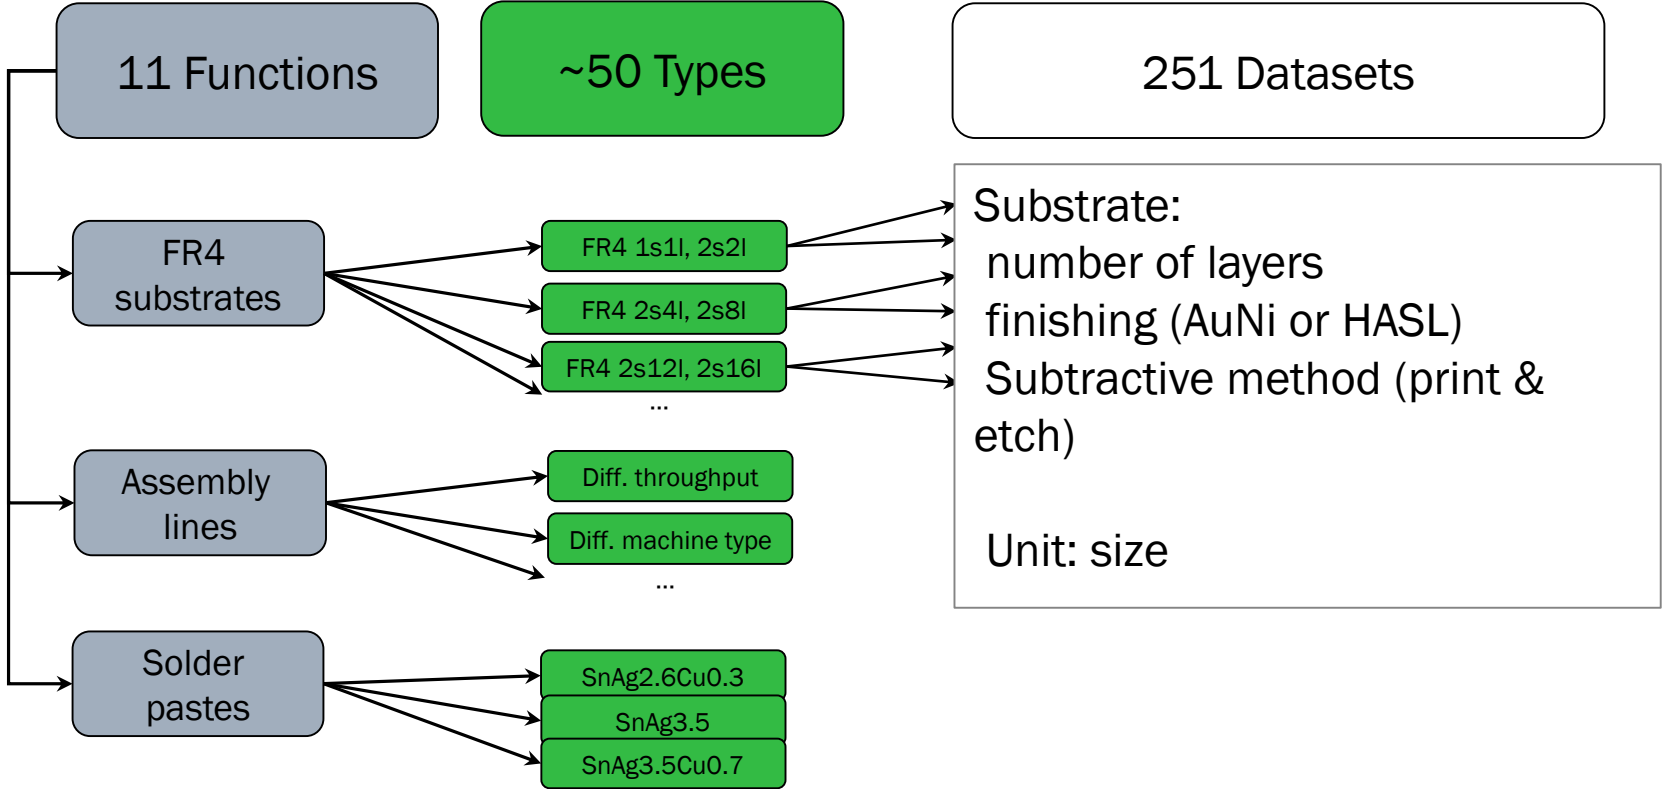 11 Functions
~50 Types
251 Datasets
FR4
substrates
FR4 1s1l, 2s2l
FR4 2s4l, 2s8l
FR4 2s12l, 2s16l
...
Substrate:
number of layers
finishing (AuNi or HASL)
Subtractive method (print &
etch)
Unit: size
Assembly
lines
Diff. throughput
Diff. machine type
...
Solder
pastes
SnAg2.6Cu0.3
SnAg3.5
SnAg3.5Cu0.7